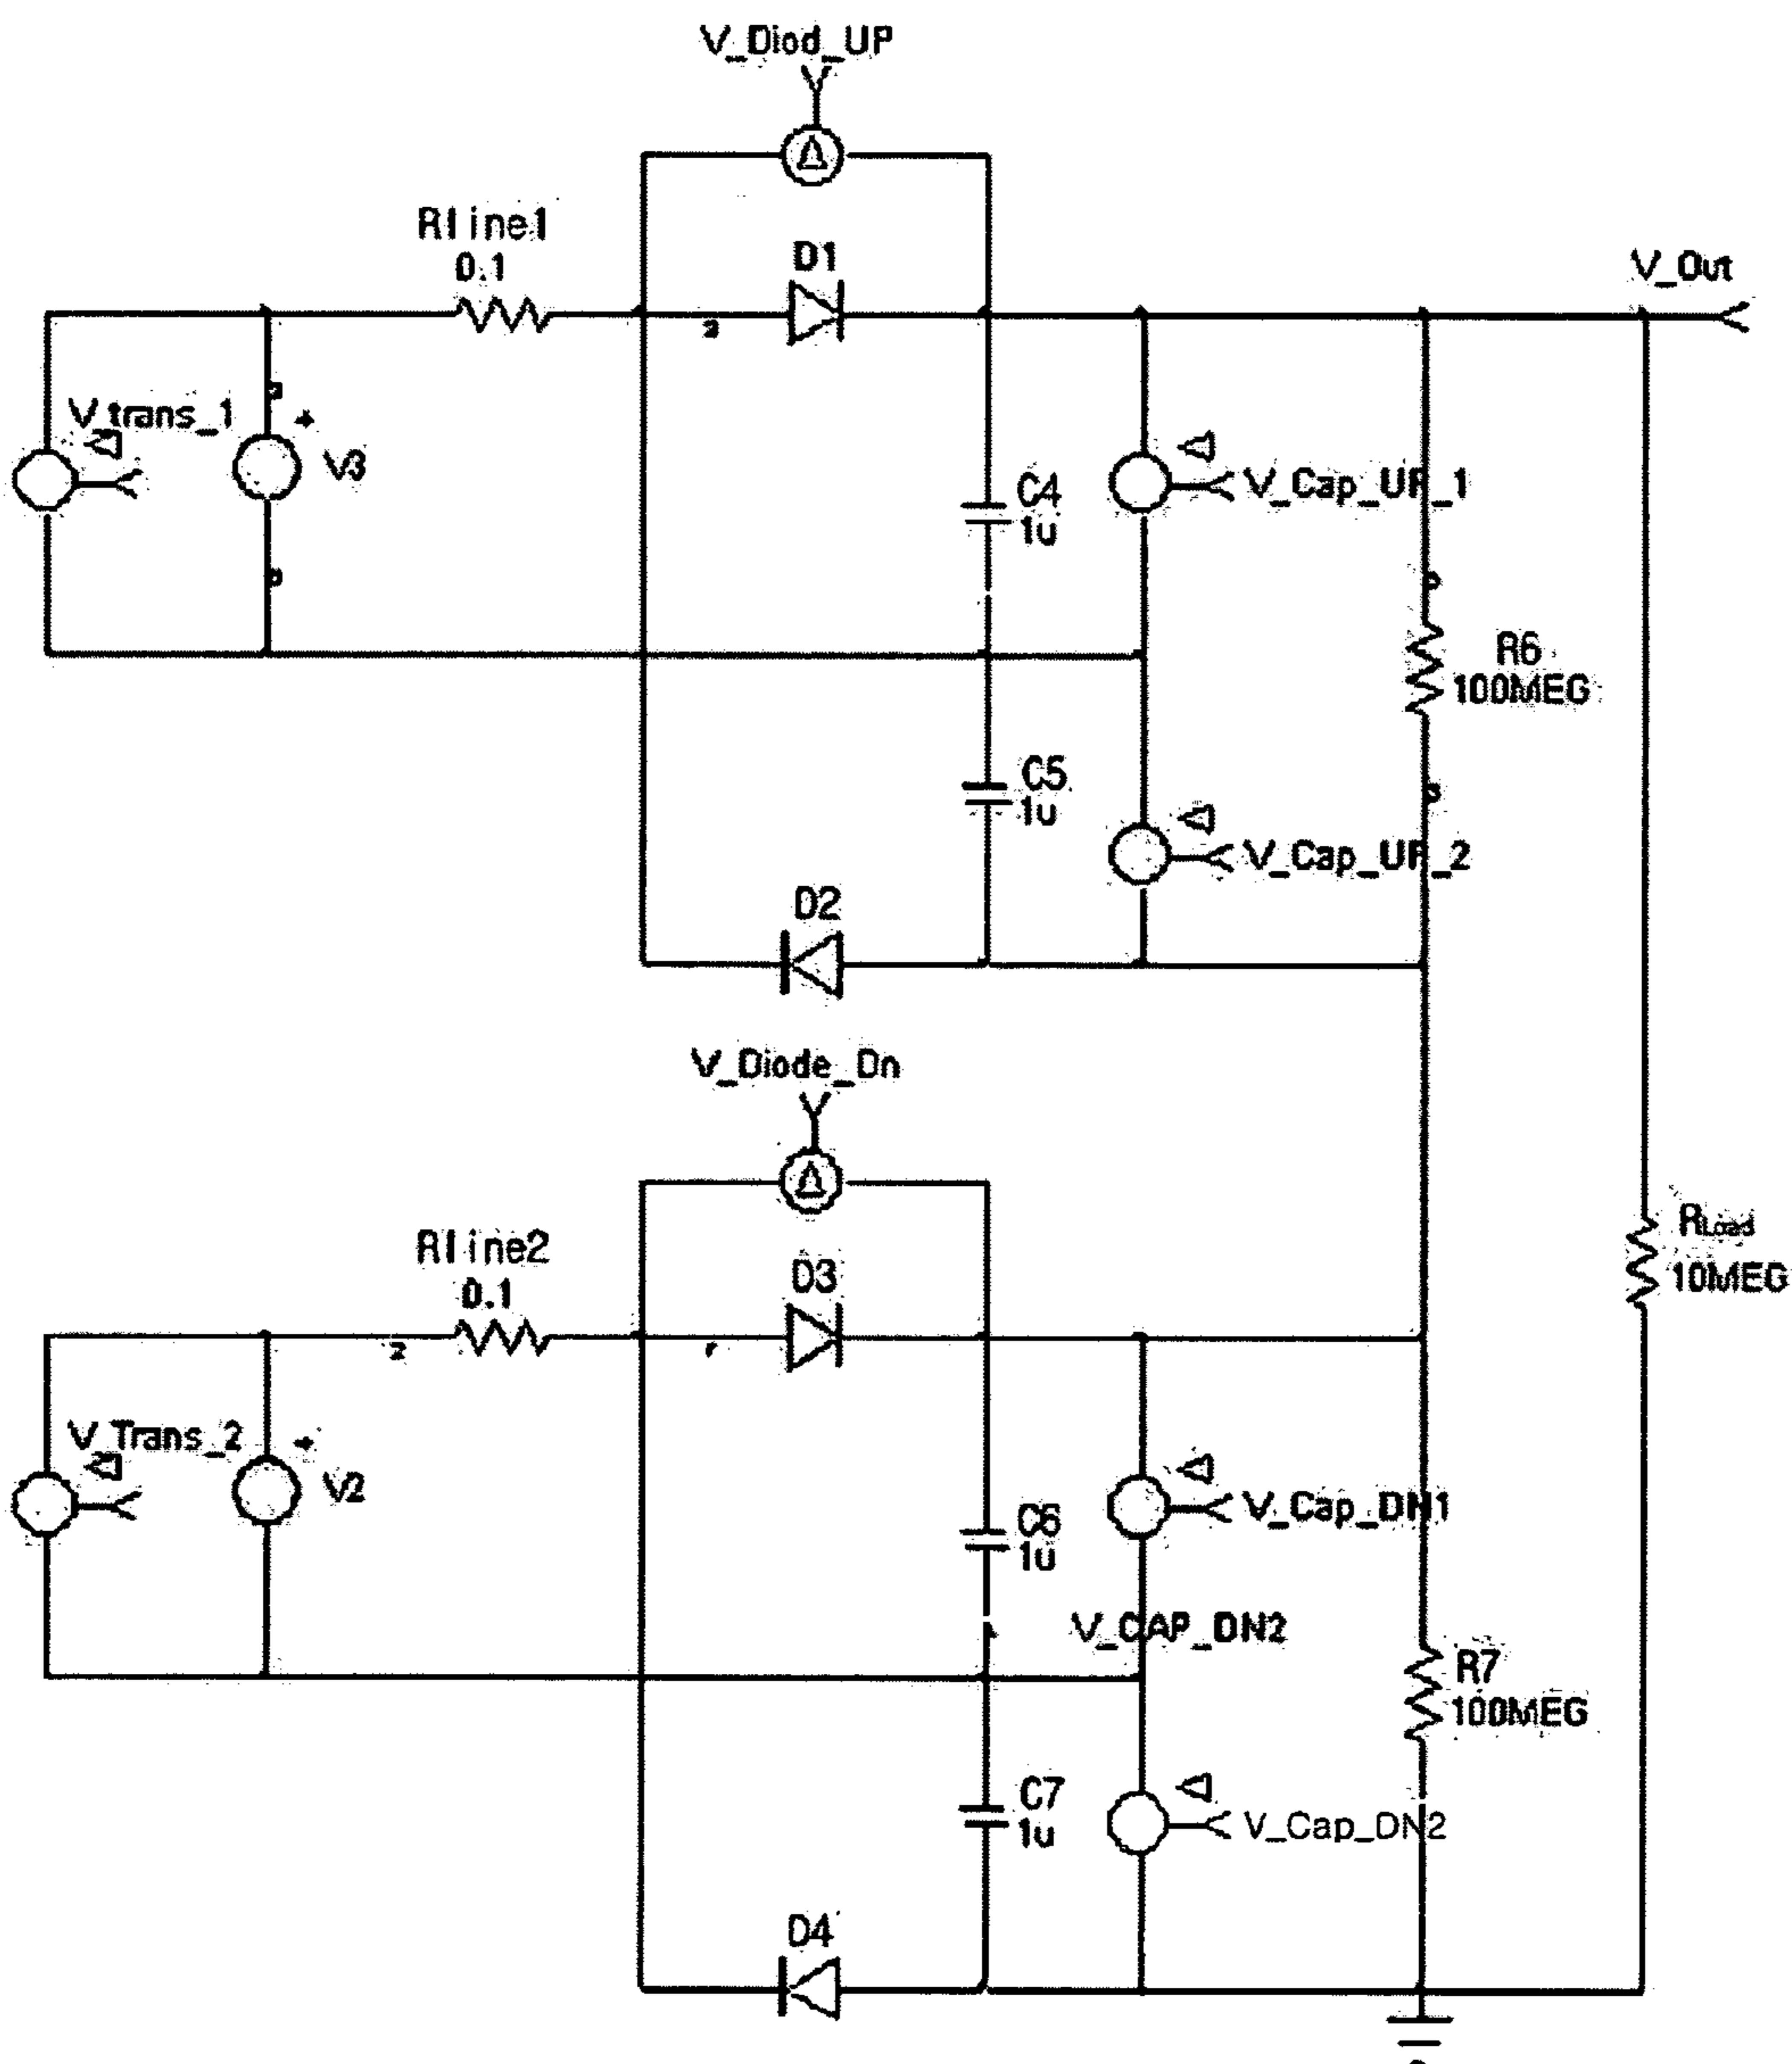 V_Diod_UP
Rline1
0.1
D1
V_Out
V_trans_1
+
V3
C4
1u
V_Cap_UP_1
R6
100MEG
C5
1u
V_Cap_UP_2
D2
V_Diode_Dn
Rline2
0.1
D3
RLoad
10MEG
V_Trans_2
+
V2
C6
1u
V_Cap_DN1
V_CAP_DN2
R7
100MEG
C7
1u
V_Cap_DN2
D4